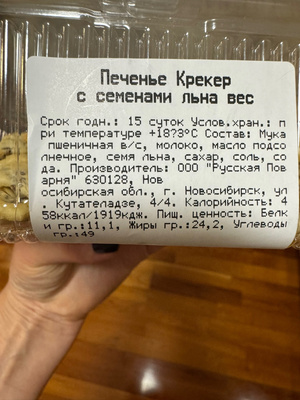 Печенье Крекер
с семенами льна вес
Срок годн.: 15 суток Услов.хран.: п
ри температуре +18?3°С Состав: Мука
пшеничная в/с, молоко, масло подсо
лнечное, семя льна, сахар, соль, со
да. Производитель: ООО "Русская Пов
арня" 630128, Нов
осибирская обл., г. Новосибирск, ул
. Кутателадзе, 4/4. Калорийность: 4
58ккал/1919кдж. Пищ. ценность: Белк
и гр.:11,1, Жиры гр.:24,2, Углеводы
гр.:49